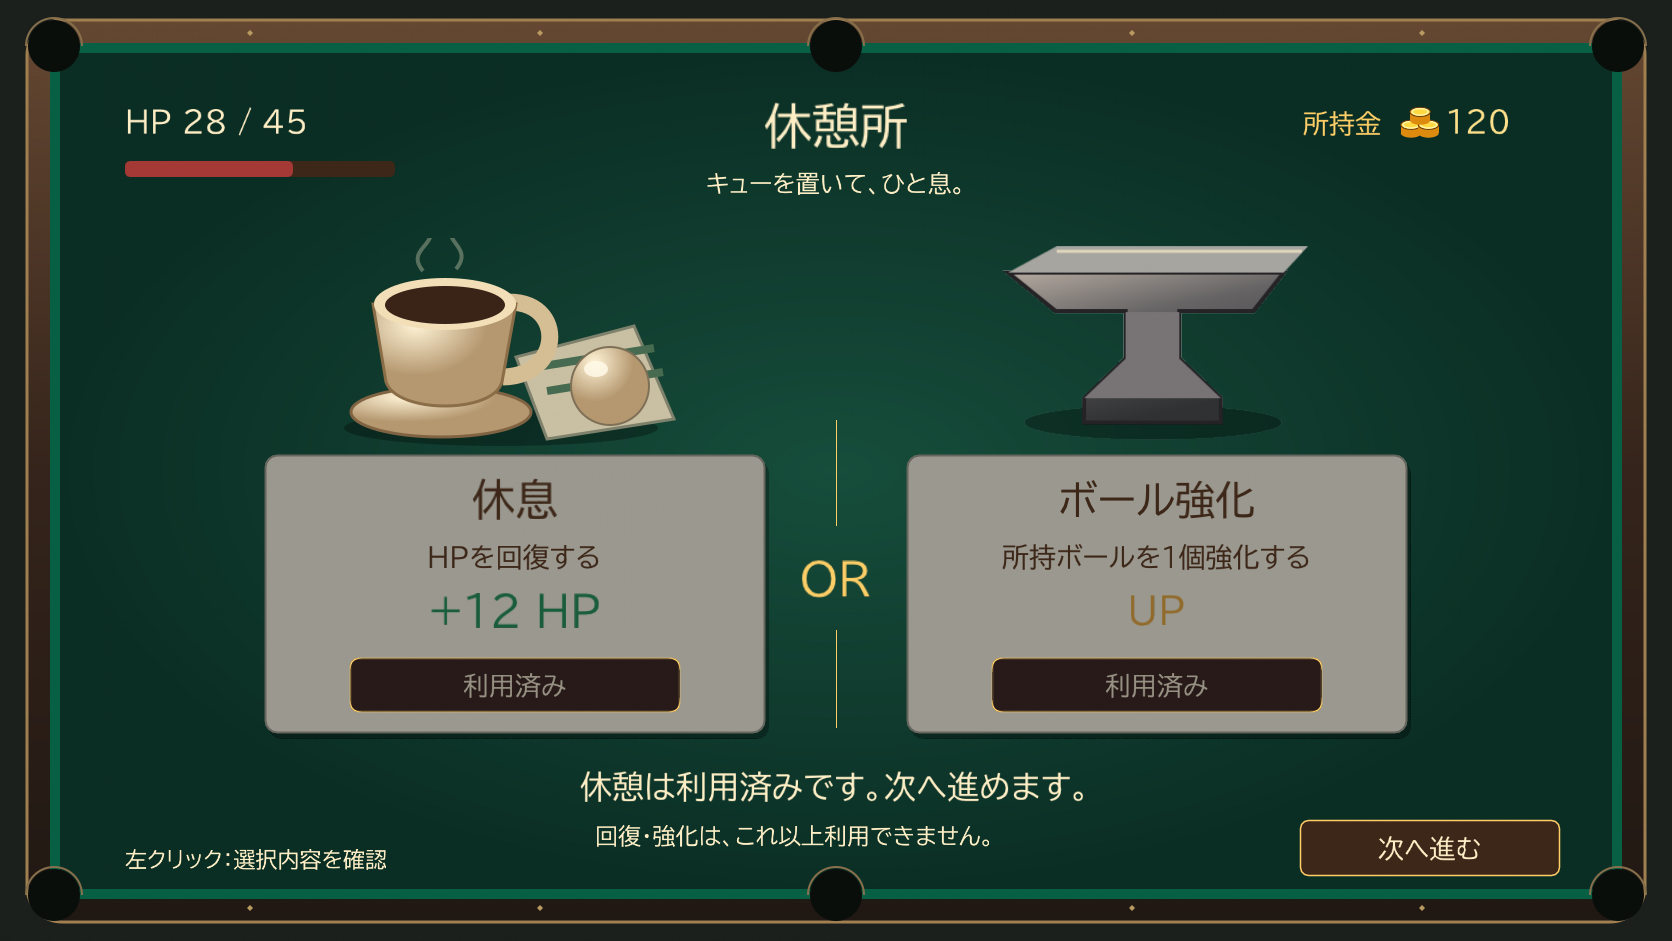 HP 28 / 45
休憩所
所持金 120
キューを置いて、ひと息。
休息
HPを回復する
+12 HP
利用済み
OR
ボール強化
所持ボールを1個強化する
UP
利用済み
休憩は利用済みです。次へ進めます。
回復・強化は、これ以上利用できません。
左クリック：選択内容を確認
次へ進む